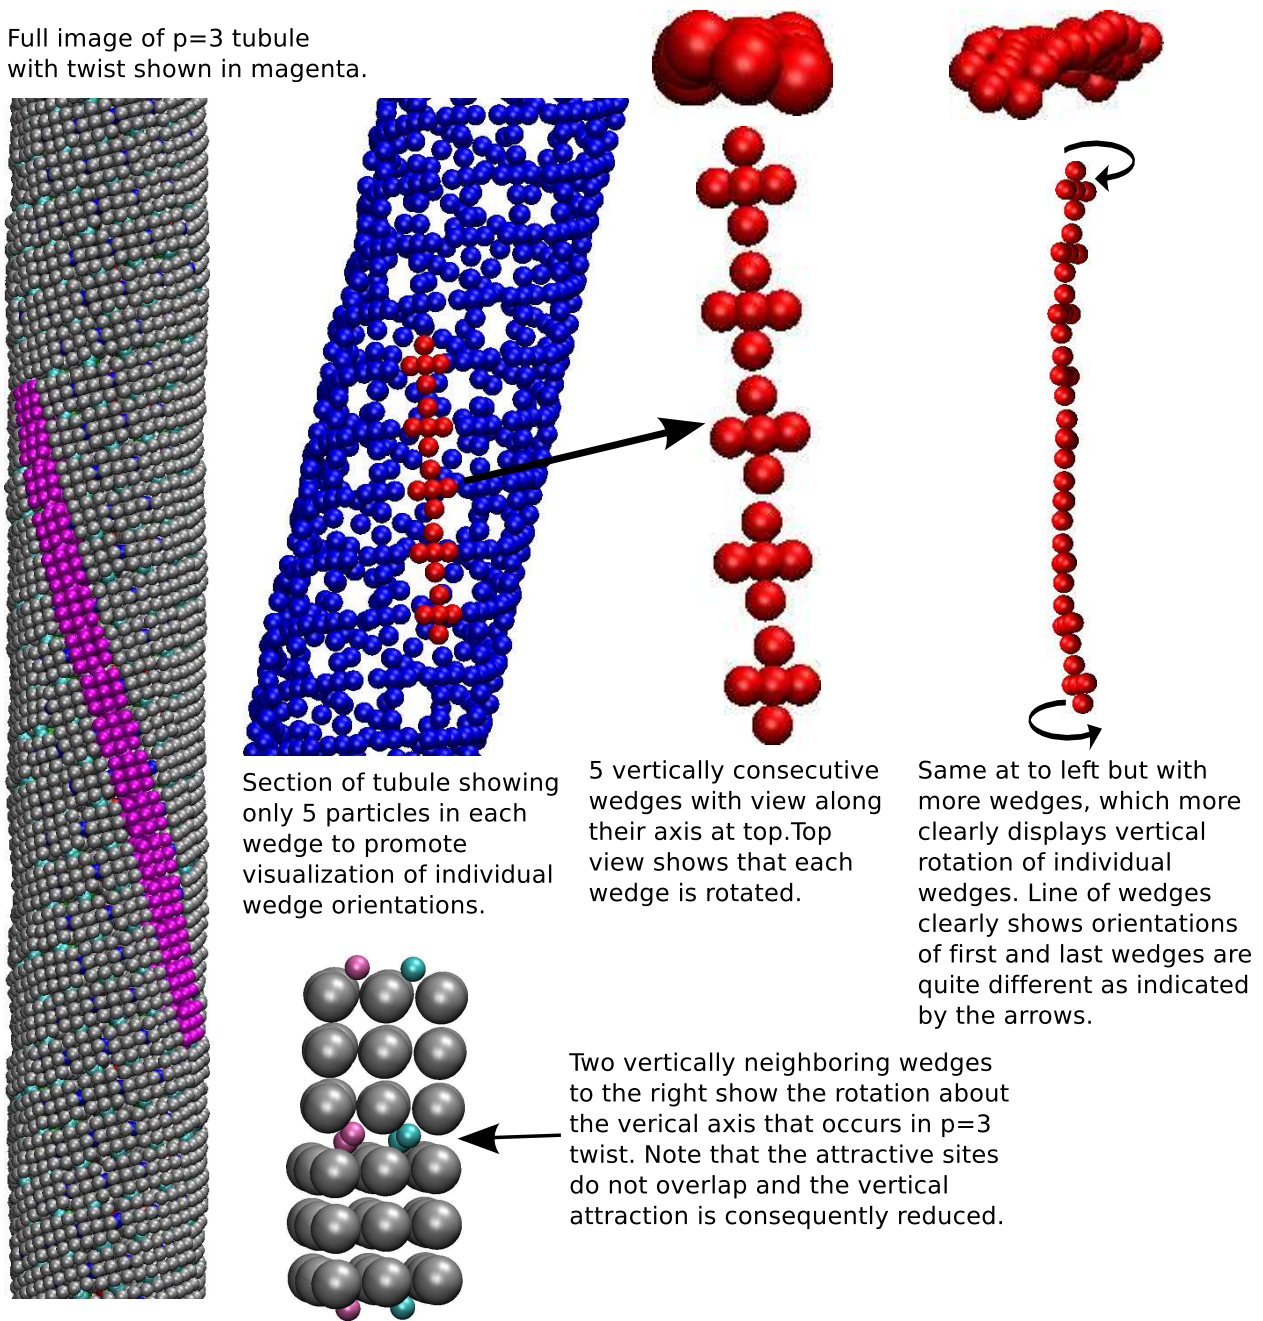 Full image of p=3 tubule
with twist shown in magenta.
Section of tubule showing
only 5 particles in each
wedge to promote
visualization of individual
wedge orientations.
5 vertically consecutive
wedges with view along
their axis at top.Top
view shows that each
wedge is rotated.
Same at to left but with
more wedges, which more
clearly displays vertical
rotation of individual
wedges. Line of wedges
clearly shows orientations
of first and last wedges are
quite different as indicated
by the arrows.
Two vertically neighboring wedges
to the right show the rotation about
the verical axis that occurs in p=3
twist. Note that the attractive sites
do not overlap and the vertical
attraction is consequently reduced.